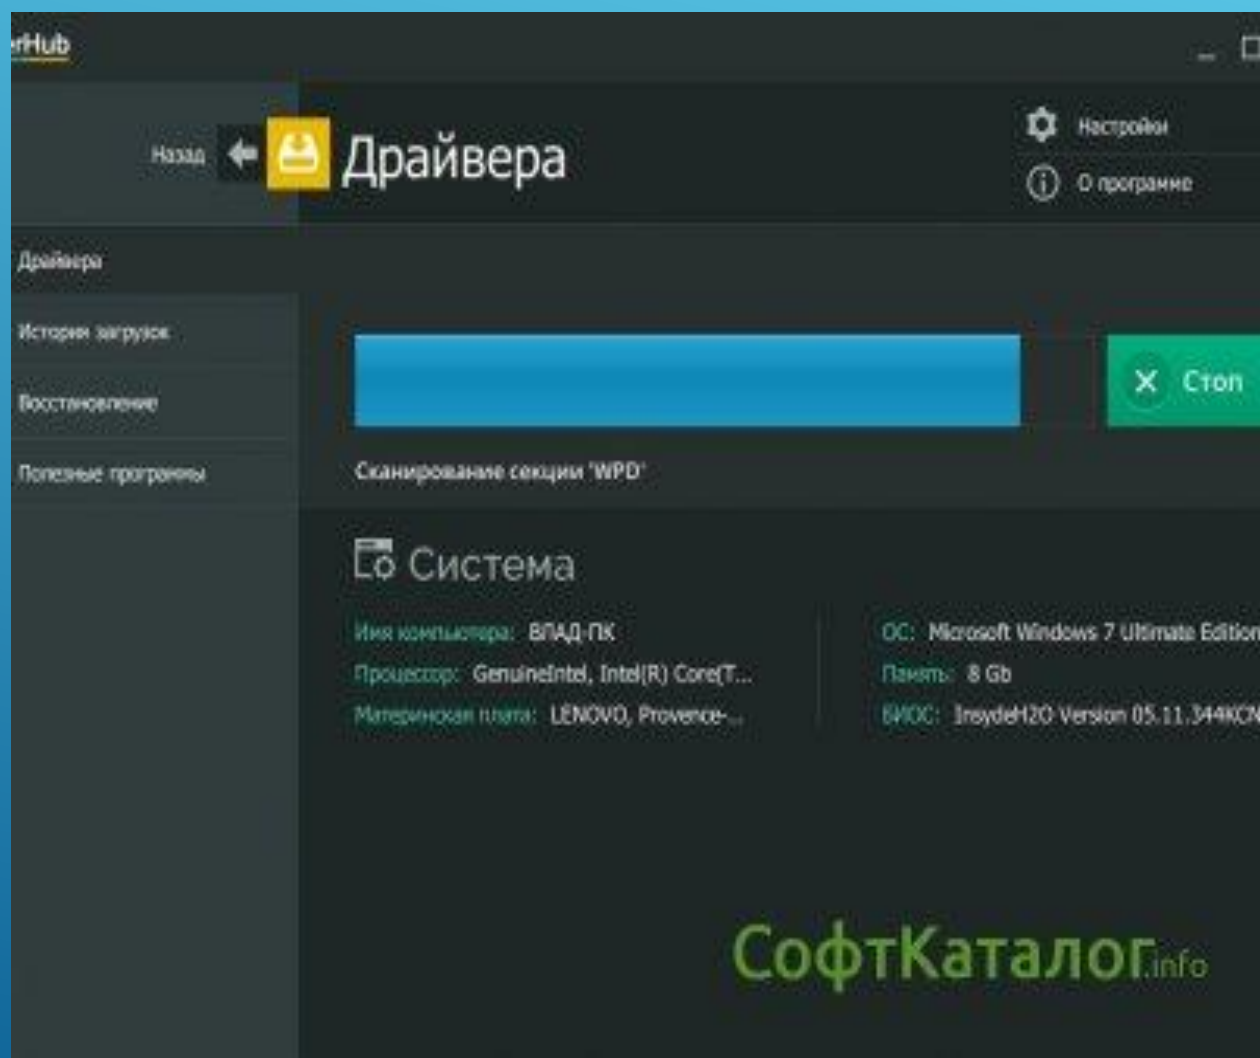 erHub
Назад
Драйвера
Настройки
О программе
Драйвера
История загрузок
Восстановление
Полезные программы
Стоп
Сканирование секции 'WPD'
Система
Имя компьютера: ВЛАД-ПК
Процессор: GenuineIntel, Intel(R) Core(T...
Материнская плата: LENOVO, Provence-...
ОС: Microsoft Windows 7 Ultimate Edition
Память: 8 Gb
БИОС: InsydeH2O Version 05.11.344KCN
СофтКаталог.info